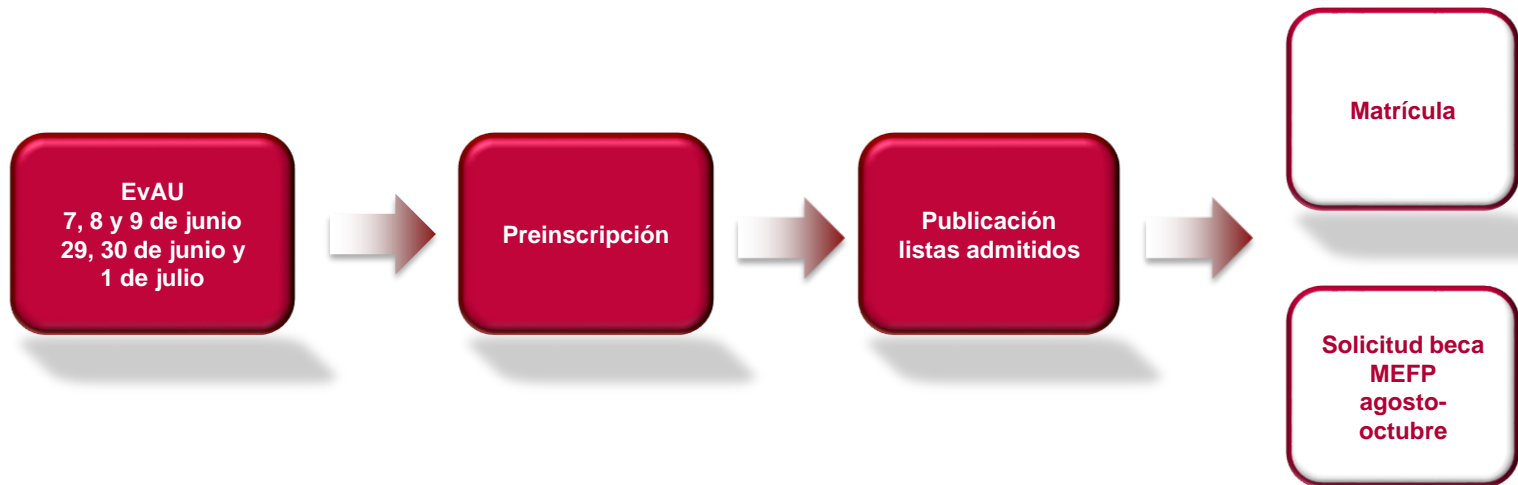 EvAU
7, 8 y 9 de junio
29, 30 de junio y
1 de julio
Preinscripción
Publicación
listas admitidos
Matrícula
Solicitud beca
MEFP
agosto-
octubre